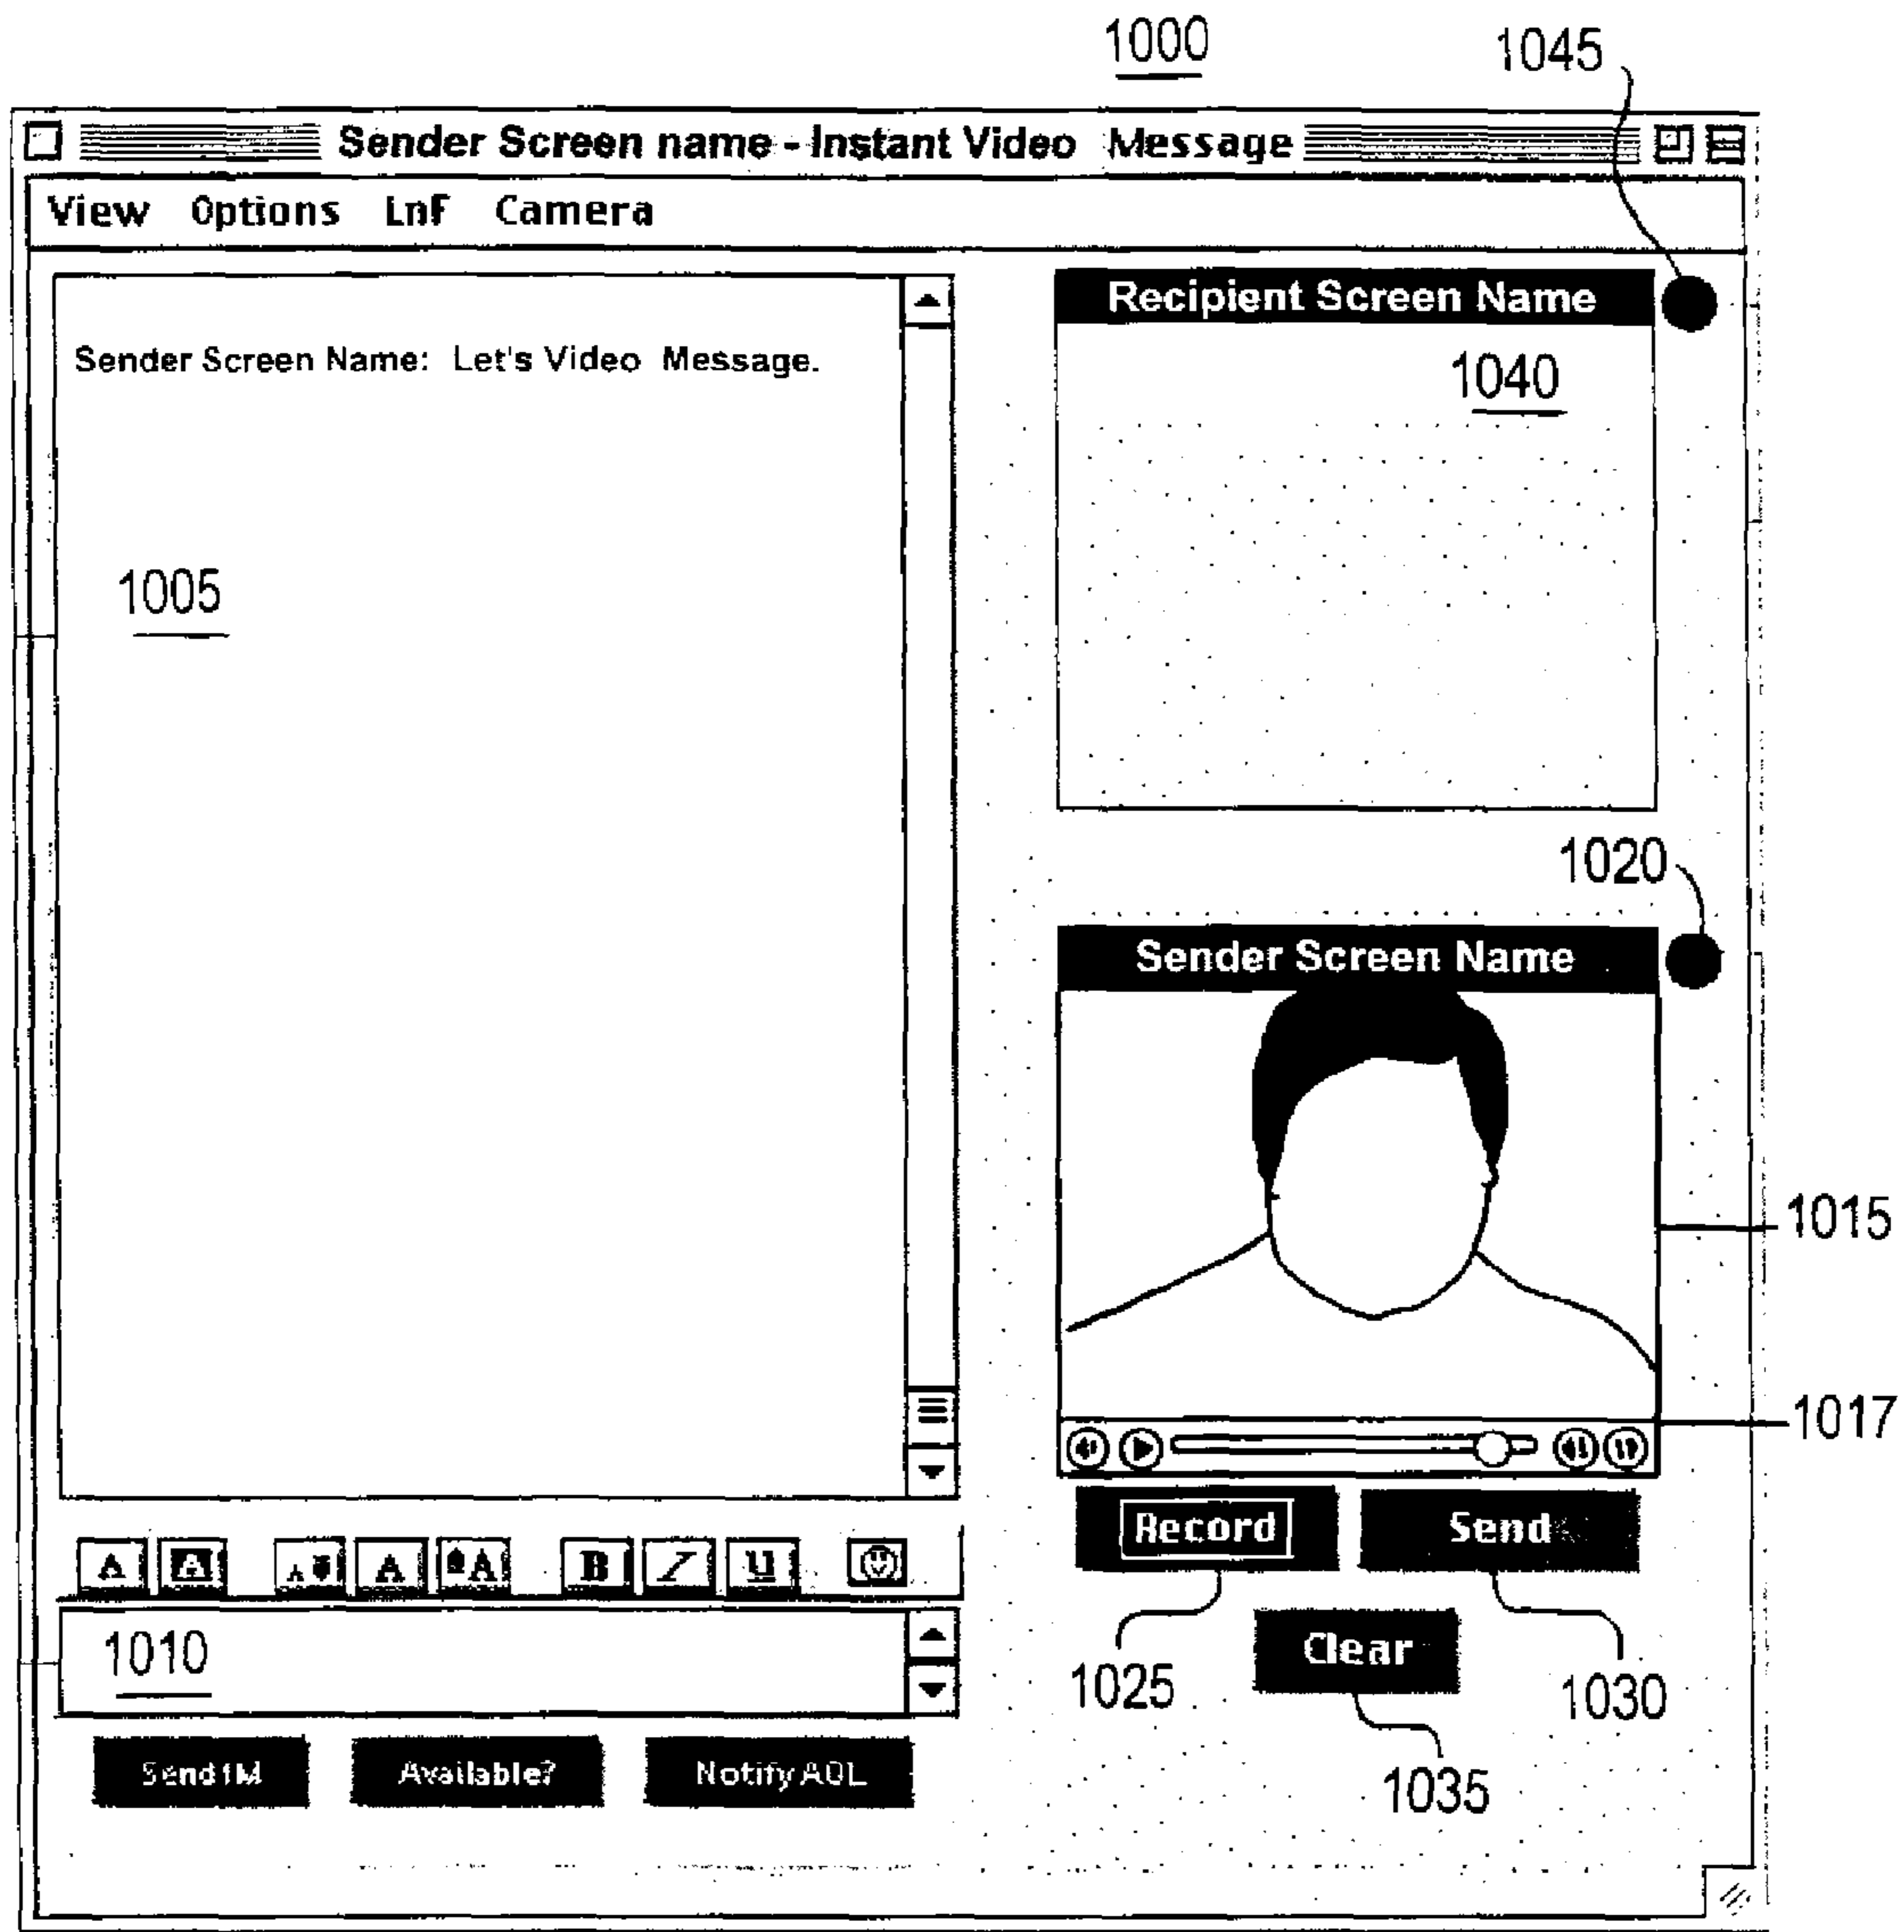 1000
1045
Sender Screen name - Instant Video Message
View Options LnF Camera
Recipient Screen Name
1040
Sender Screen Name: Let's Video Message.
1005
1020
Sender Screen Name
1015
1017
Record Send
A A A A A B I U
1010
Clear
1025
1030
Send IM Available? Notify AOL
1035